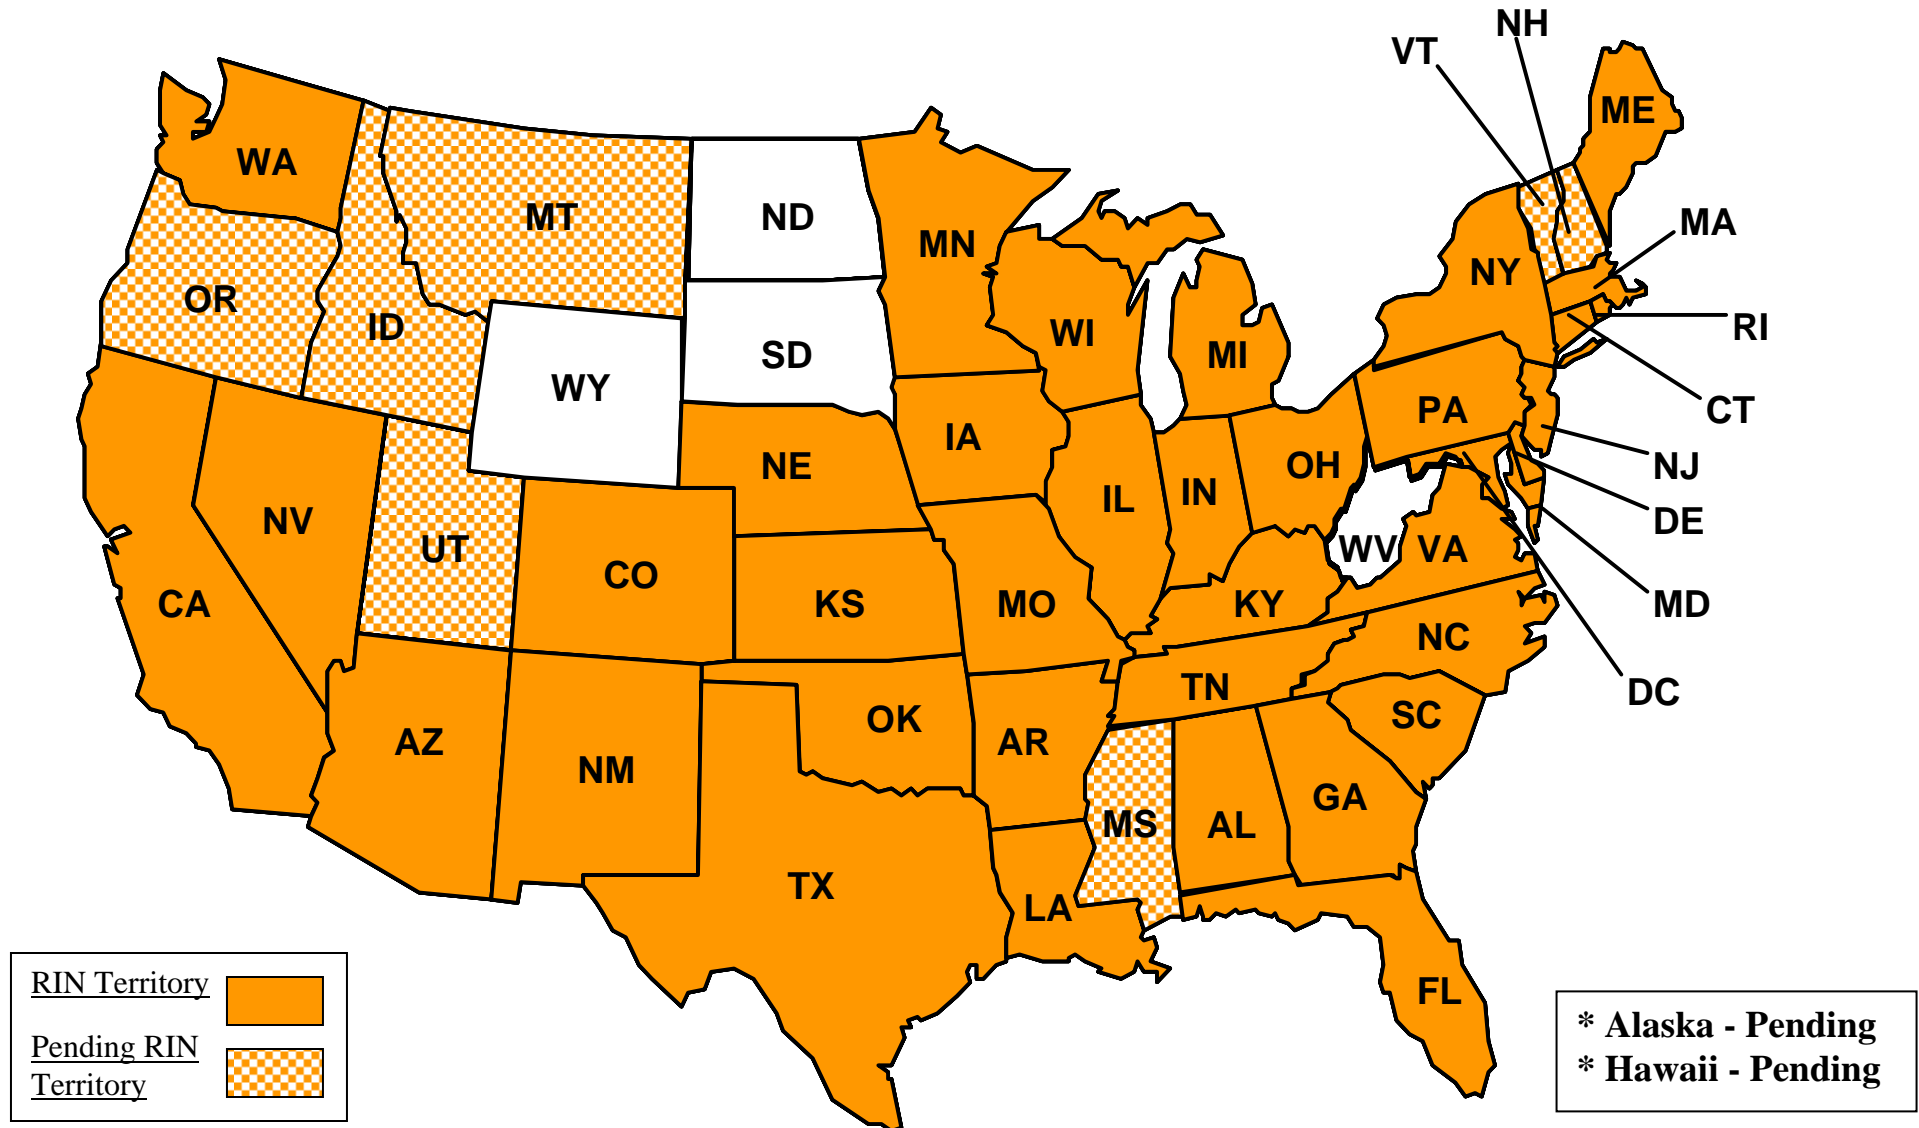 NH
VT
ME
WA
MT
ND
MN
MA
NY
OR
ID
WI
RI
SD
MI
WY
CT
PA
IA
NE
OH
NJ
IL
IN
NV
DE
UT
WV
VA
CO
CA
KS
MO
KY
MD
NC
TN
DC
OK
SC
AZ
AR
NM
GA
MS
AL
TX
LA
FL
RIN Territory
Pending RIN
Territory
* Alaska - Pending
* Hawaii - Pending